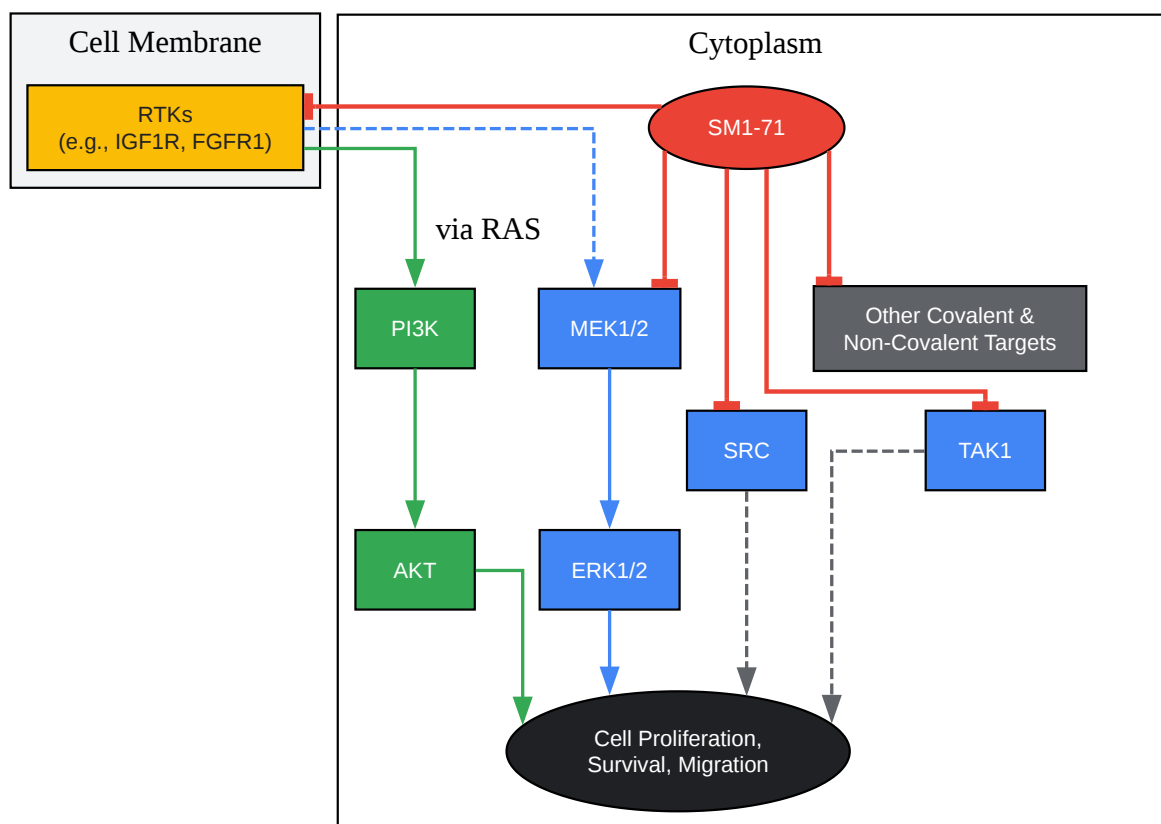 Cell Membrane
Cytoplasm
RTKs
(e.g., IGF1R, FGFR1)
SM1-71
via RAS
PI3K
MEK1/2
Other Covalent &
Non-Covalent Targets
SRC
TAK1
AKT
ERK1/2
Cell Proliferation,
Survival, Migration